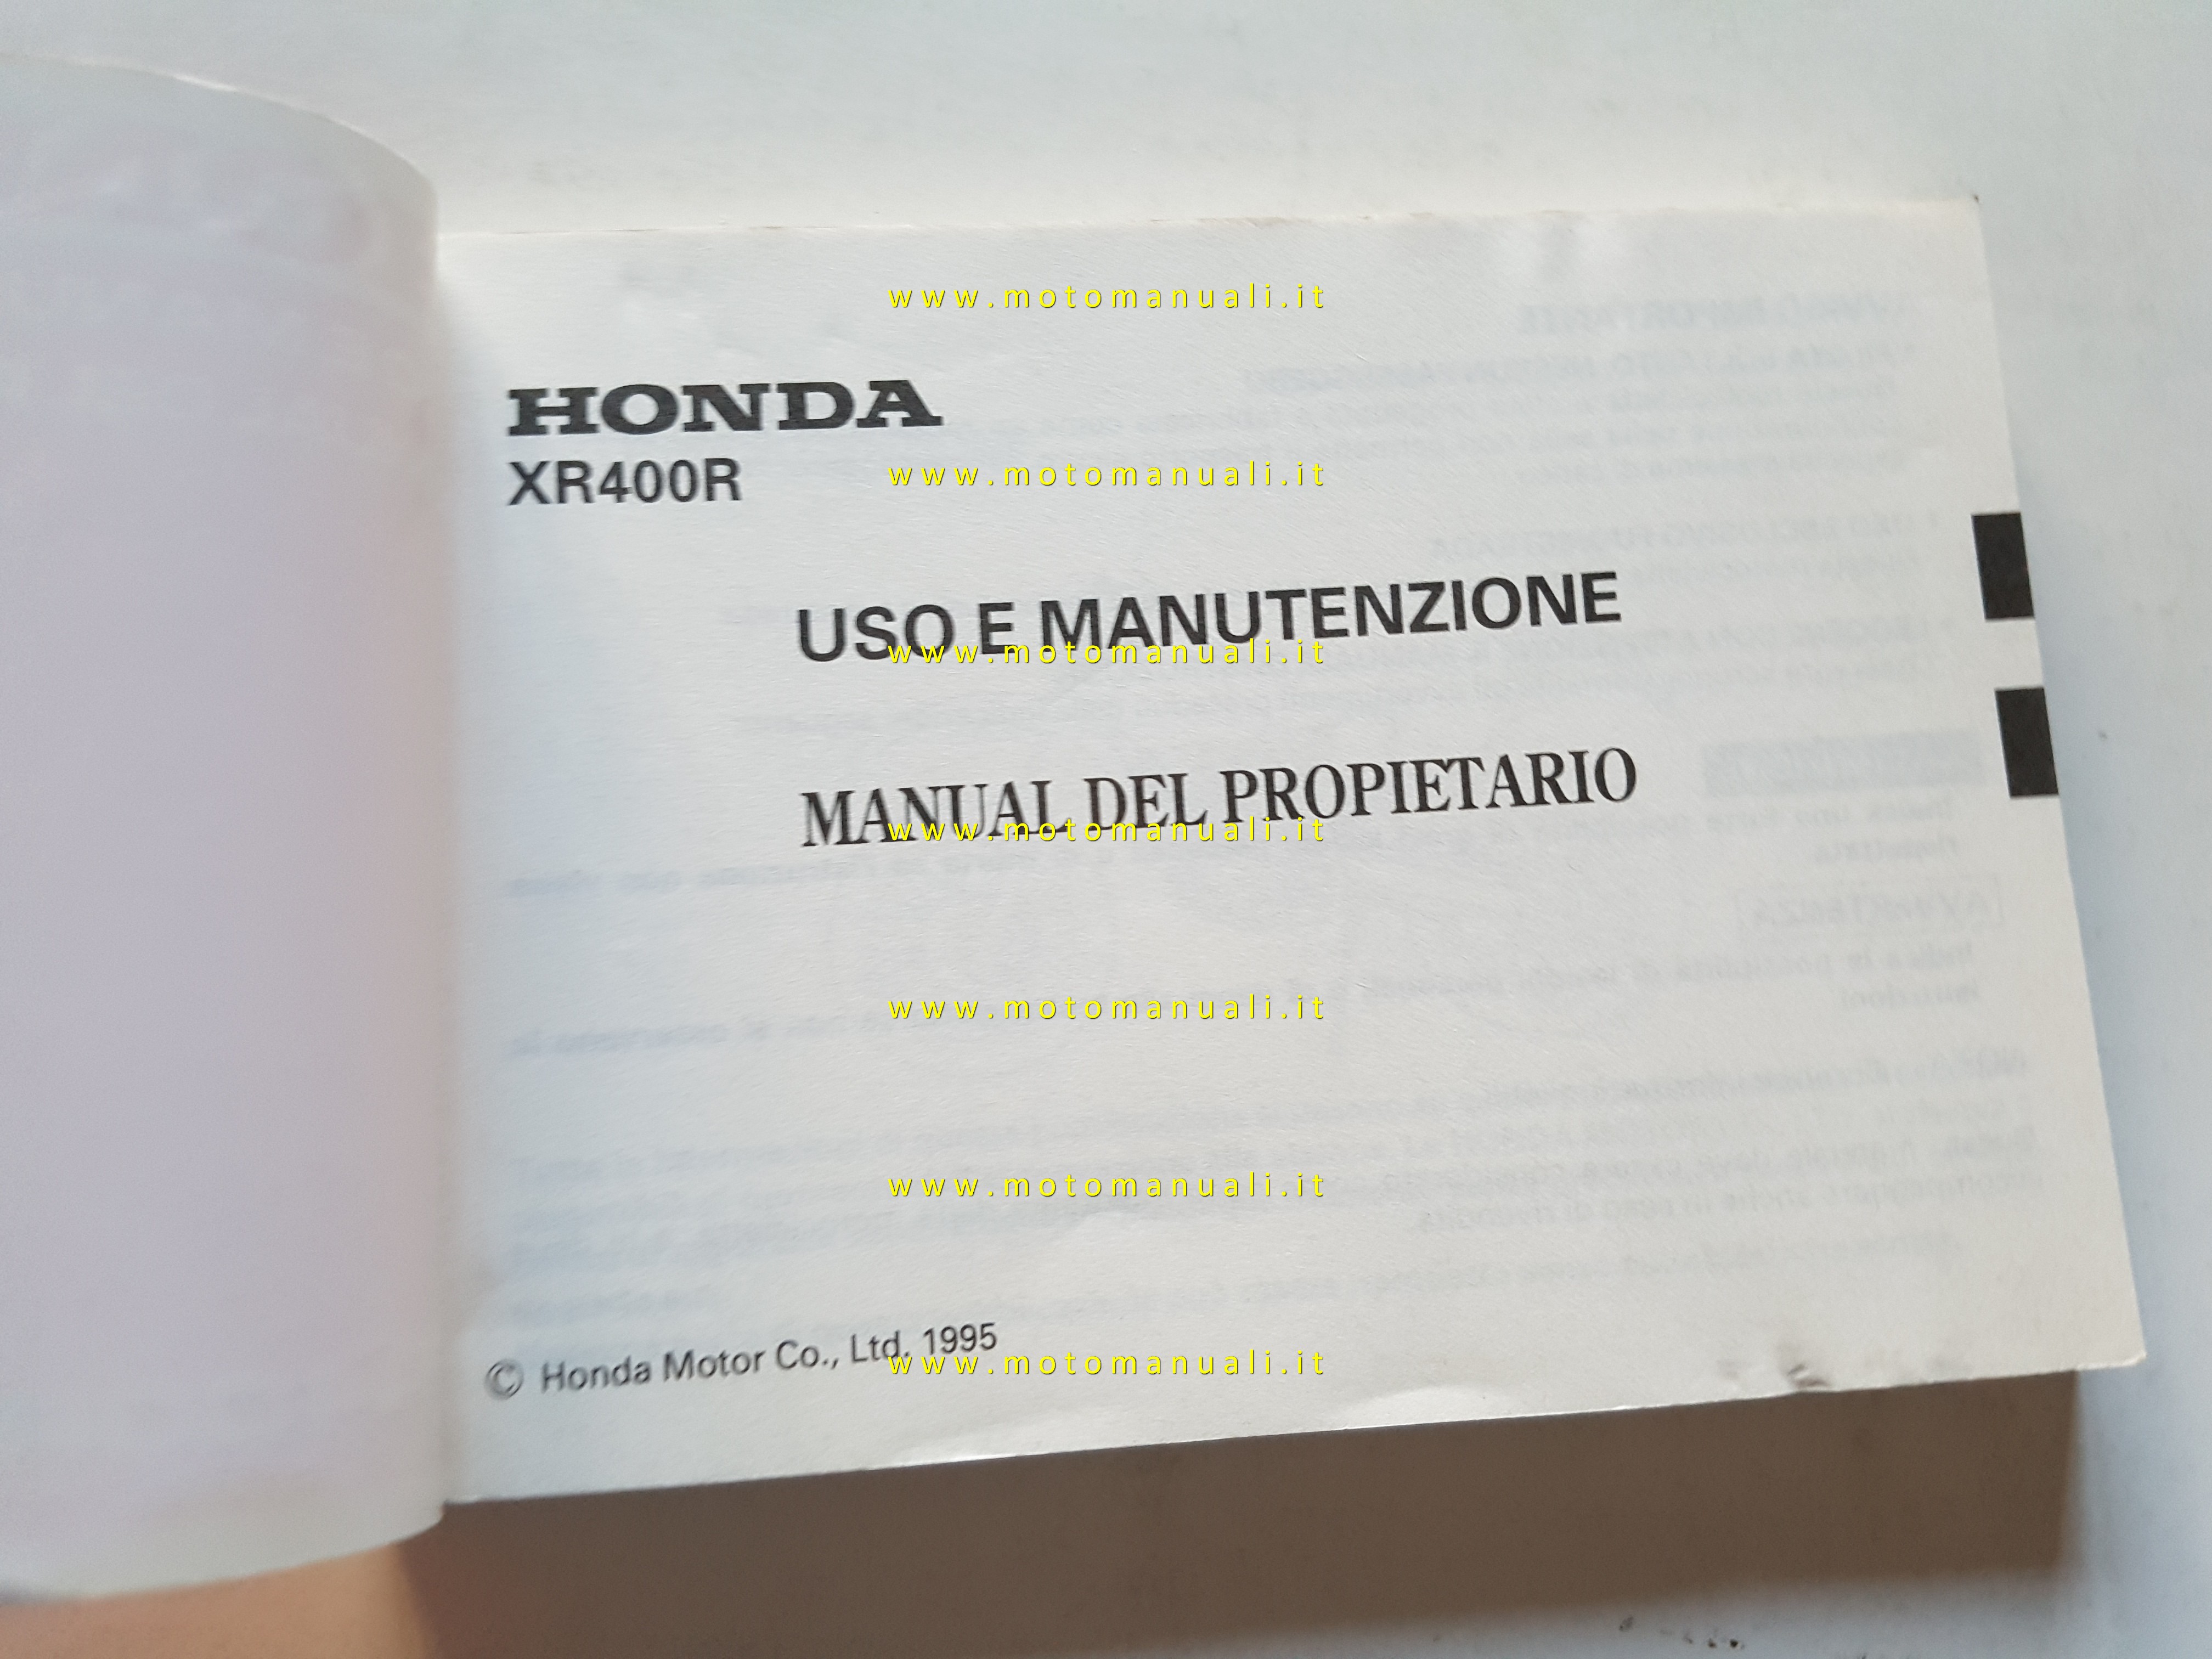 www.motomanuali.it
HONDA
XR400R
www.motomanuali.it
USO E MANUTENZIONE
www.motomanuali.it
MANUAL DEL PROPIETARIO
www.motomanuali.it
www.motomanuali.it
www.motomanuali.it
© Honda Motor Co., Ltd. 1995
www.motomanuali.it